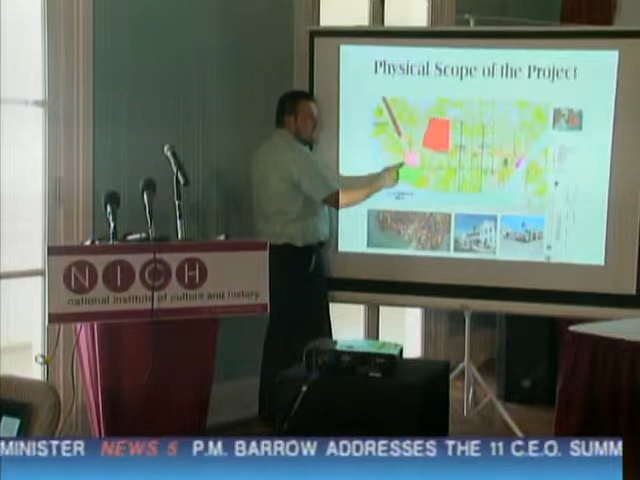 Physical Scope of the Project
NICH
national institute of culture and history
MINISTER NEWS 5 P.M. BARROW ADDRESSES THE 11 C.E.O. SUMM